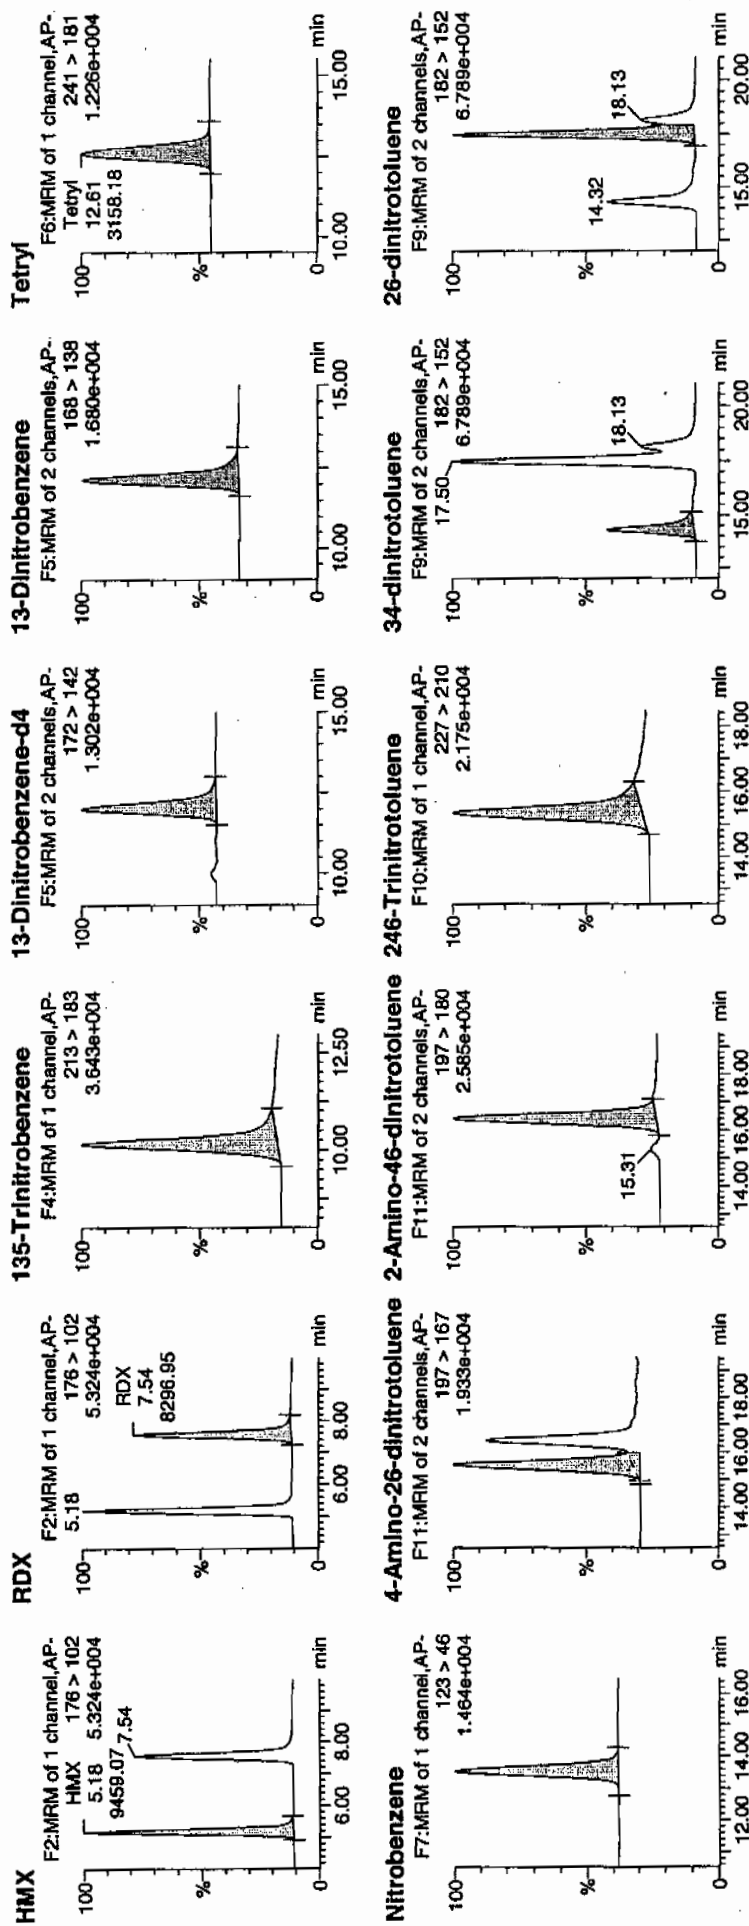 HMX
F2:MRM of 1 channel,AP-
176 > 102
5.324e+004
HMX
5.18
9459.07
7.54
100
%
0
6.00
8.00
min
RDX
F2:MRM of 1 channel,AP-
176 > 102
5.324e+004
5.18
RDX
7.54
8296.95
100
%
0
6.00
8.00
min
135-Trinitrobenzene
F4:MRM of 1 channel,AP-
213 > 183
3.643e+004
100
%
0
10.00
12.50
min
13-Dinitrobenzene-d4
F5:MRM of 2 channels,AP-
172 > 142
1.302e+004
100
%
0
10.00
15.00
min
13-Dinitrobenzene
F5:MRM of 2 channels,AP-
168 > 138
1.680e+004
100
%
0
10.00
15.00
min
Tetryl
F6:MRM of 1 channel,AP-
241 > 181
1.226e+004
Tetryl
12.61
3158.18
100
%
0
10.00
15.00
min
Nitrobenzene
F7:MRM of 1 channel,AP-
123 > 46
1.464e+004
100
%
0
12.00
14.00
16.00
min
4-Amino-26-dinitrotoluene
F11:MRM of 2 channels,AP-
197 > 167
1.933e+004
100
%
0
14.00
16.00
18.00
min
2-Amino-46-dinitrotoluene
F11:MRM of 2 channels,AP-
197 > 180
2.585e+004
15.31
100
%
0
14.00
16.00
18.00
min
246-Trinitrotoluene
F10:MRM of 1 channel,AP-
227 > 210
2.175e+004
100
%
0
14.00
16.00
18.00
min
34-dinitrotoluene
F9:MRM of 2 channels,AP-
182 > 152
6.789e+004
17.50
18.13
100
%
0
15.00
20.00
min
26-dinitrotoluene
F9:MRM of 2 channels,AP-
182 > 152
6.789e+004
14.32
18.13
100
%
0
15.00
20.00
min